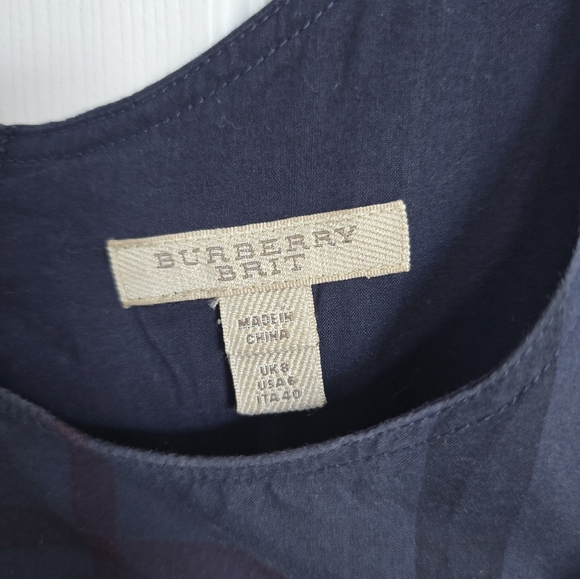 BURBERRY
BRIT
MADE IN
CHINA
UK 8
USA 6
ITA 40